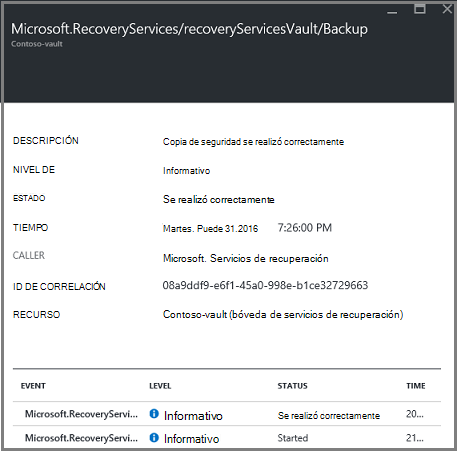 Microsoft.RecoveryServices/recoveryServicesVault/Backup
Contoso-vault
DESCRIPCIÓN Copia de seguridad se realizó correctamente
NIVEL DE Informativo
ESTADO Se realizó correctamente
TIEMPO Martes. Puede 31.2016 7:26:00 PM
CALLER Microsoft. Servicios de recuperación
ID DE CORRELACIÓN 08a9ddf9-e6f1-45a0-998e-b1ce32729663
RECURSO Contoso-vault (bóveda de servicios de recuperación)
EVENT LEVEL STATUS TIME
Microsoft.RecoveryServi... Informativo Se realizó correctamente 20...
Microsoft.RecoveryServi... Informativo Started 21...